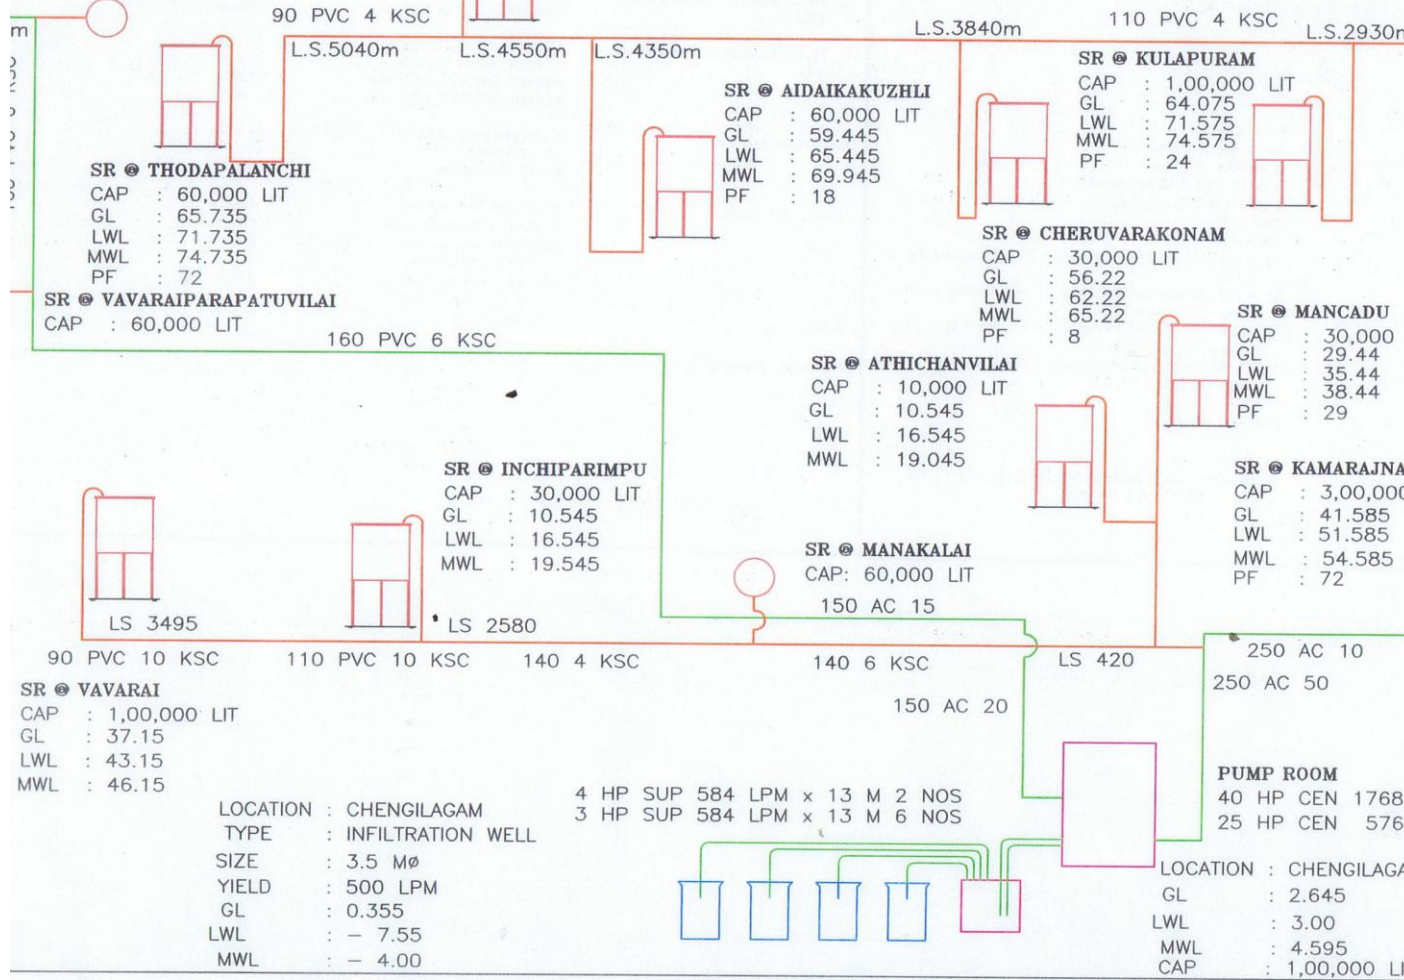 m
90 PVC 4 KSC
L.S.5040m
L.S.4550m
L.S.4350m
L.S.3840m
110 PVC 4 KSC
L.S.2930m
SR @ THODAPALANCHI
CAP : 60,000 LIT
GL : 65.735
LWL : 71.735
MWL : 74.735
PF : 72
SR @ AIDAIKAKUZHLI
CAP : 60,000 LIT
GL : 59.445
LWL : 65.445
MWL : 69.945
PF : 18
SR @ KULAPURAM
CAP : 1,00,000 LIT
GL : 64.075
LWL : 71.575
MWL : 74.575
PF : 24
SR @ CHERUVARAKONAM
CAP : 30,000 LIT
GL : 56.22
LWL : 62.22
MWL : 65.22
PF : 8
SR @ VAVARAIPARAPATUVILAI
CAP : 60,000 LIT
160 PVC 6 KSC
SR @ MANCADU
CAP : 30,000
GL : 29.44
LWL : 35.44
MWL : 38.44
PF : 29
SR @ ATHICHANVILAI
CAP : 10,000 LIT
GL : 10.545
LWL : 16.545
MWL : 19.045
SR @ INCHIPARIMPU
CAP : 30,000 LIT
GL : 10.545
LWL : 16.545
MWL : 19.545
SR @ KAMARAJNA
CAP : 3,00,000
GL : 41.585
LWL : 51.585
MWL : 54.585
PF : 72
SR @ MANAKALAI
CAP: 60,000 LIT
150 AC 15
LS 3495
LS 2580
90 PVC 10 KSC
110 PVC 10 KSC
140 4 KSC
140 6 KSC
LS 420
250 AC 10
250 AC 50
150 AC 20
SR @ VAVARAI
CAP : 1,00,000 LIT
GL : 37.15
LWL : 43.15
MWL : 46.15
LOCATION : CHENGILAGAM
TYPE : INFILTRATION WELL
SIZE : 3.5 Mø
YIELD : 500 LPM
GL : 0.355
LWL : - 7.55
MWL : - 4.00
4 HP SUP 584 LPM x 13 M 2 NOS
3 HP SUP 584 LPM x 13 M 6 NOS
PUMP ROOM
40 HP CEN 1768
25 HP CEN 576
LOCATION : CHENGILAGA
GL : 2.645
LWL : 3.00
MWL : 4.595
CAP : 1,00,000 LI